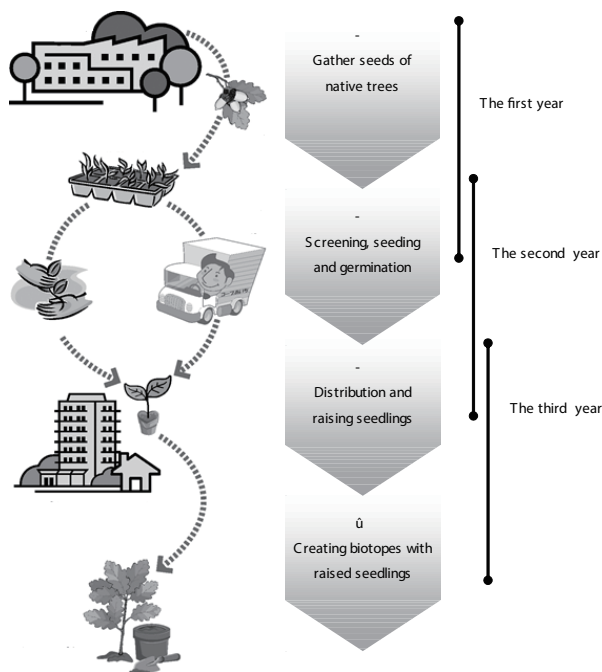 -
Gather seeds of
native trees
The first year
-
Screening, seeding
and germination
The second year
-
Distribution and
raising seedlings
The third year
û
Creating biotopes with
raised seedlings